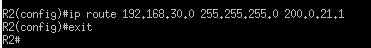 R2(config)#ip route 192.168.30.0 255.255.255.0 200.0.21.1
R2(config)#exit
R2#